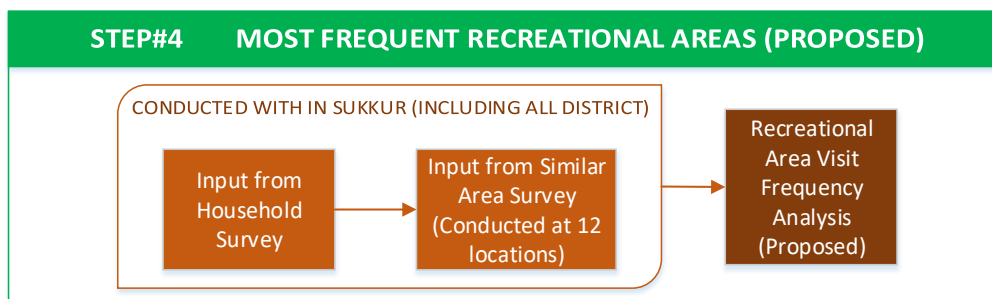 STEP#4 MOST FREQUENT RECREATIONAL AREAS (PROPOSED)
CONDUCTED WITH IN SUKKUR (INCLUDING ALL DISTRICT)
Input from
Household
Survey
Input from Similar
Area Survey
(Conducted at 12
locations)
Recreational
Area Visit
Frequency
Analysis
(Proposed)